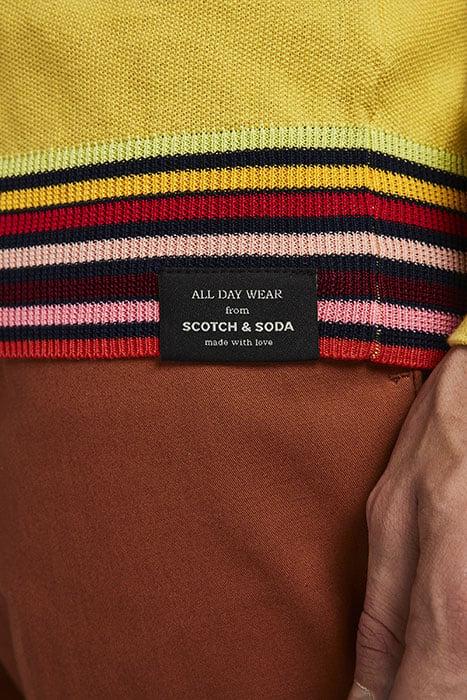 ALL DAY WEAR
from
SCOTCH & SODA
made with love